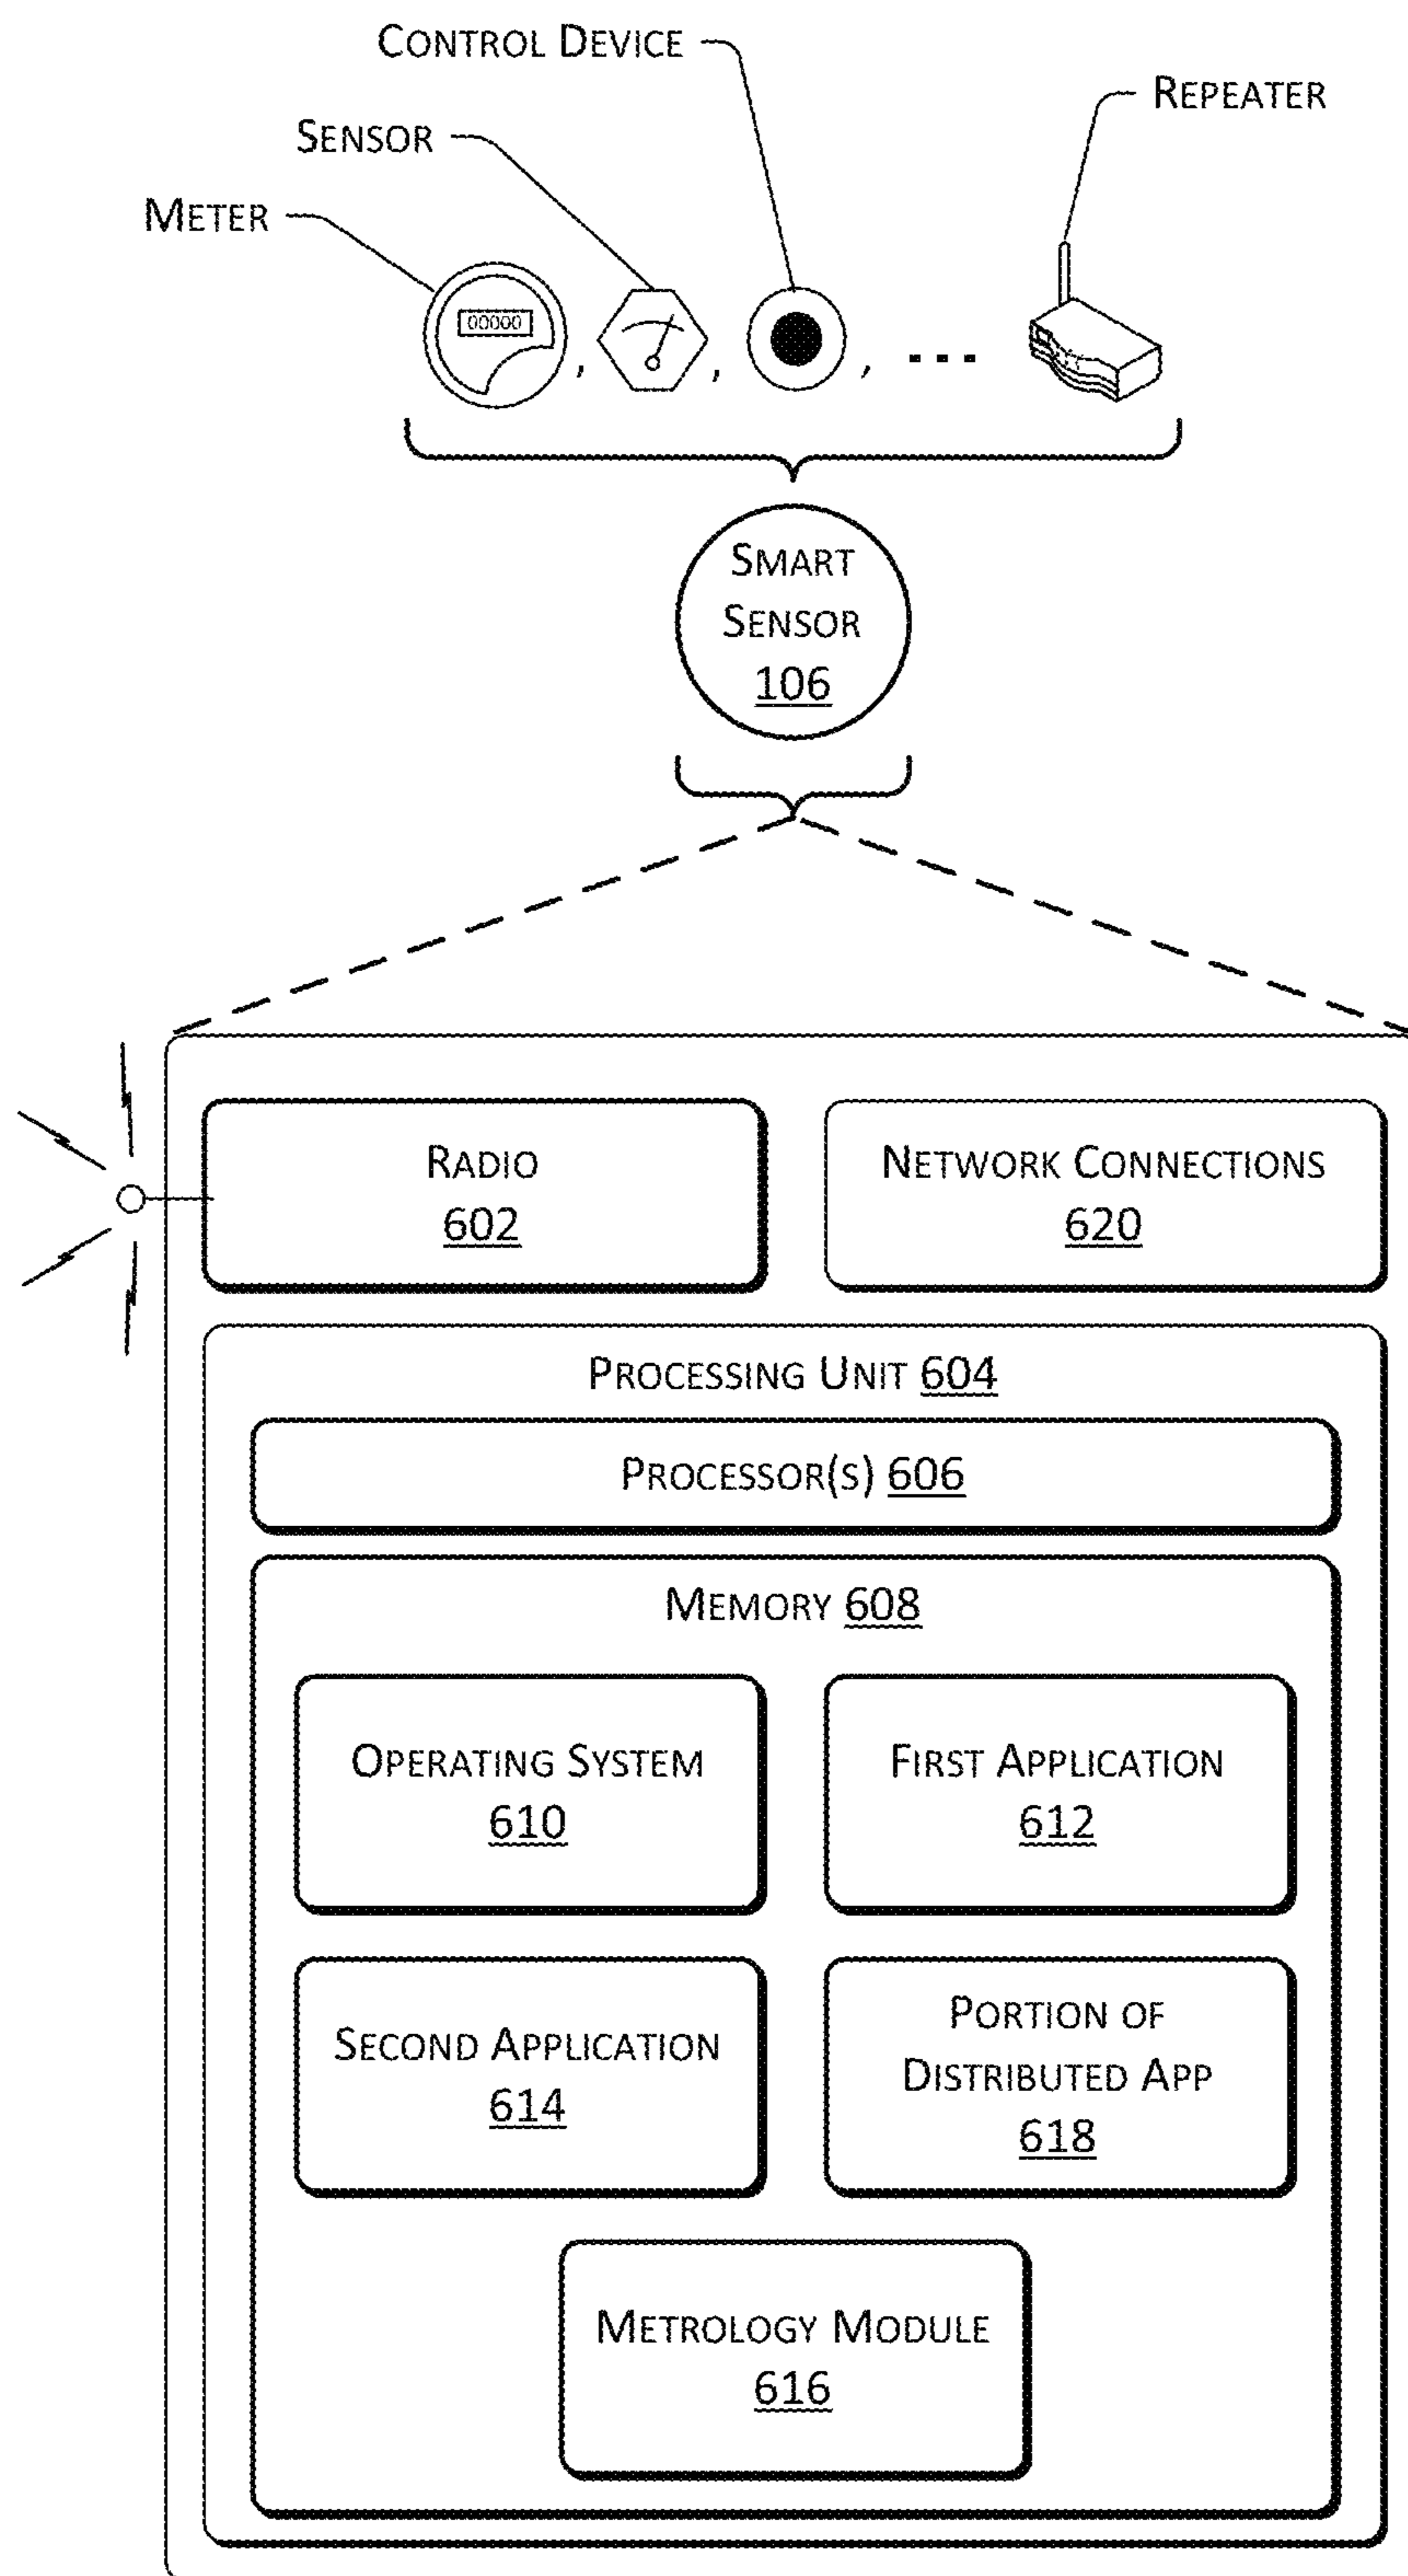 CONTROL DEVICE
REPEATER
SENSOR
METER
00000
, , , ...
SMART
SENSOR
106
RADIO
602
NETWORK CONNECTIONS
620
PROCESSING UNIT 604
PROCESSOR(S) 606
MEMORY 608
OPERATING SYSTEM
610
FIRST APPLICATION
612
SECOND APPLICATION
614
PORTION OF
DISTRIBUTED APP
618
METROLOGY MODULE
616